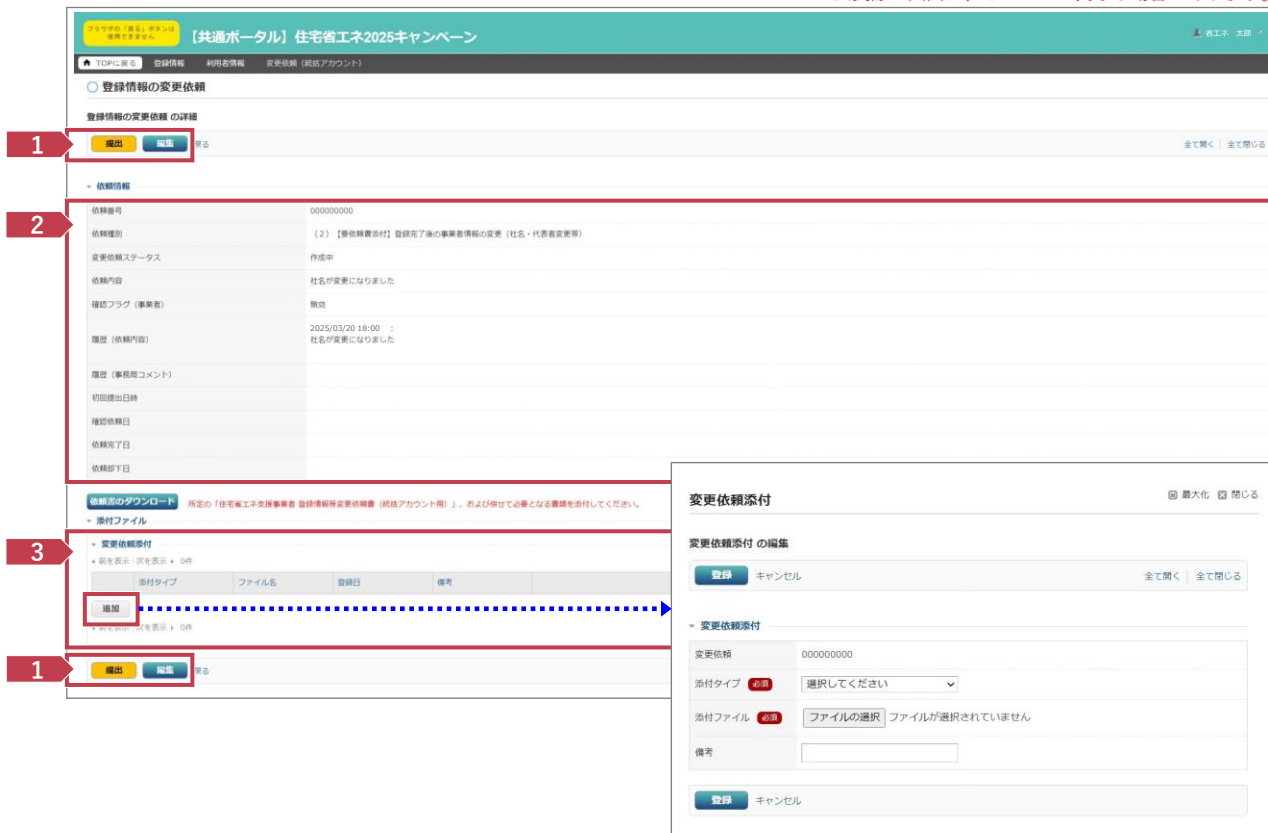 ブラウザの「戻る」ボタンは
使用できません
【共通ポータル】住宅省エネ2025キャンペーン
省エネ 太郎
TOPに戻る 登録情報 利用者情報 変更依頼（統括アカウント）
登録情報の変更依頼
登録情報の変更依頼 の詳細
1
提出 編集 戻る
全て開く | 全て閉じる
依頼情報
2
依頼番号 000000000
依頼種別 （2）【要依頼書添付】登録完了後の事業者情報の変更（社名・代表者変更等）
変更依頼ステータス 作成中
依頼内容 社名が変更になりました
確認フラグ（事業者） 無効
履歴（依頼内容） 2025/03/20 18:00 ：
社名が変更になりました
履歴（事務局コメント）
初回提出日時
確認依頼日
依頼完了日
依頼却下日
依頼書のダウンロード 所定の「住宅省エネ支援事業者 登録情報等変更依頼書（統括アカウント用）」、および併せて必要となる書類を添付してください。
添付ファイル
3
変更依頼添付
前を表示 | 次を表示 0件
添付タイプ ファイル名 登録日 備考
追加
前を表示 | 次を表示 0件
1
提出 編集 戻る
変更依頼添付
最大化 閉じる
変更依頼添付 の編集
登録 キャンセル
全て開く | 全て閉じる
変更依頼添付
変更依頼 000000000
添付タイプ 必須 選択してください
添付ファイル 必須 ファイルの選択 ファイルが選択されていません
備考
登録 キャンセル